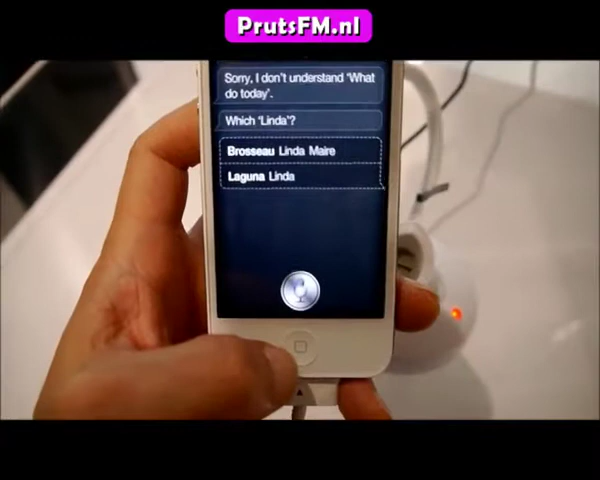 PrutsFM.nl
Sorry, I don't understand 'What
do today'.
Which 'Linda'?
Brosseau Linda Maire
Laguna Linda